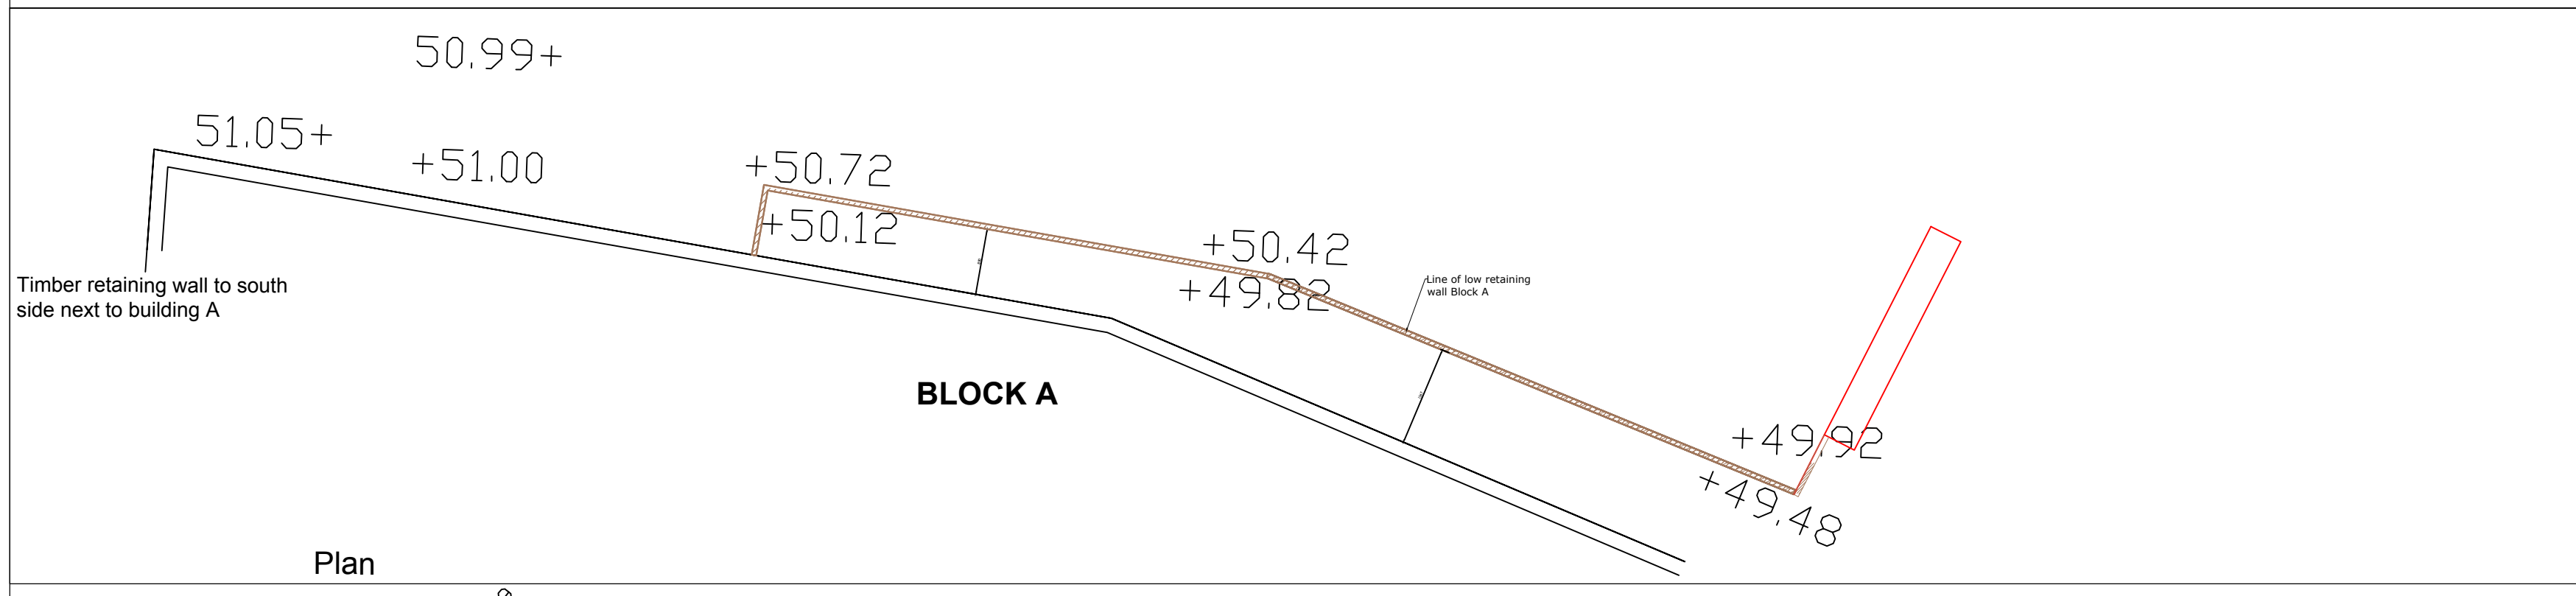 50.99+
51.05+
+51.00
+50.72
+50.12
+50.42
+49.82
Line of low retaining
wall Block A
Timber retaining wall to south
side next to building A
BLOCK A
+49.92
+49.48
Plan